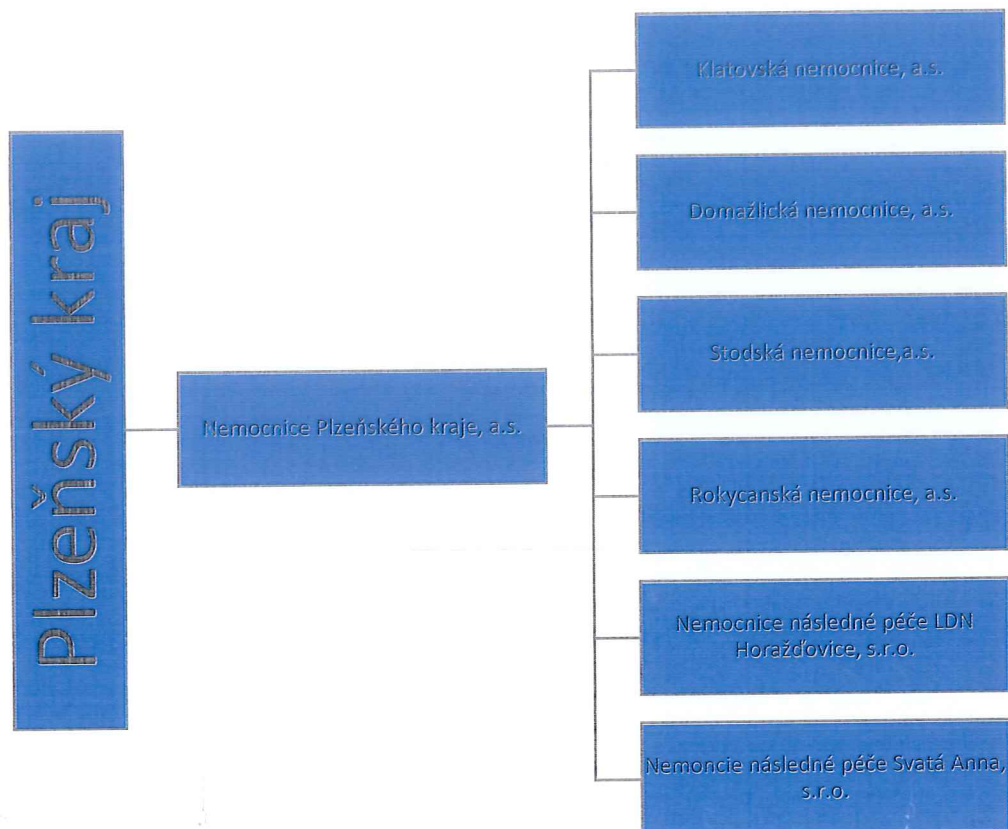 Plzeňský kraj
Nemocnice Plzeňského kraje, a.s.
Klatovská nemocnice, a.s.
Domažlická nemocnice, a.s.
Stodská nemocnice,a.s.
Rokycanská nemocnice, a.s.
Nemocnice následné péče LDN
Horažďovice, s.r.o.
Nemoncie následné péče Svatá Anna,
s.r.o.